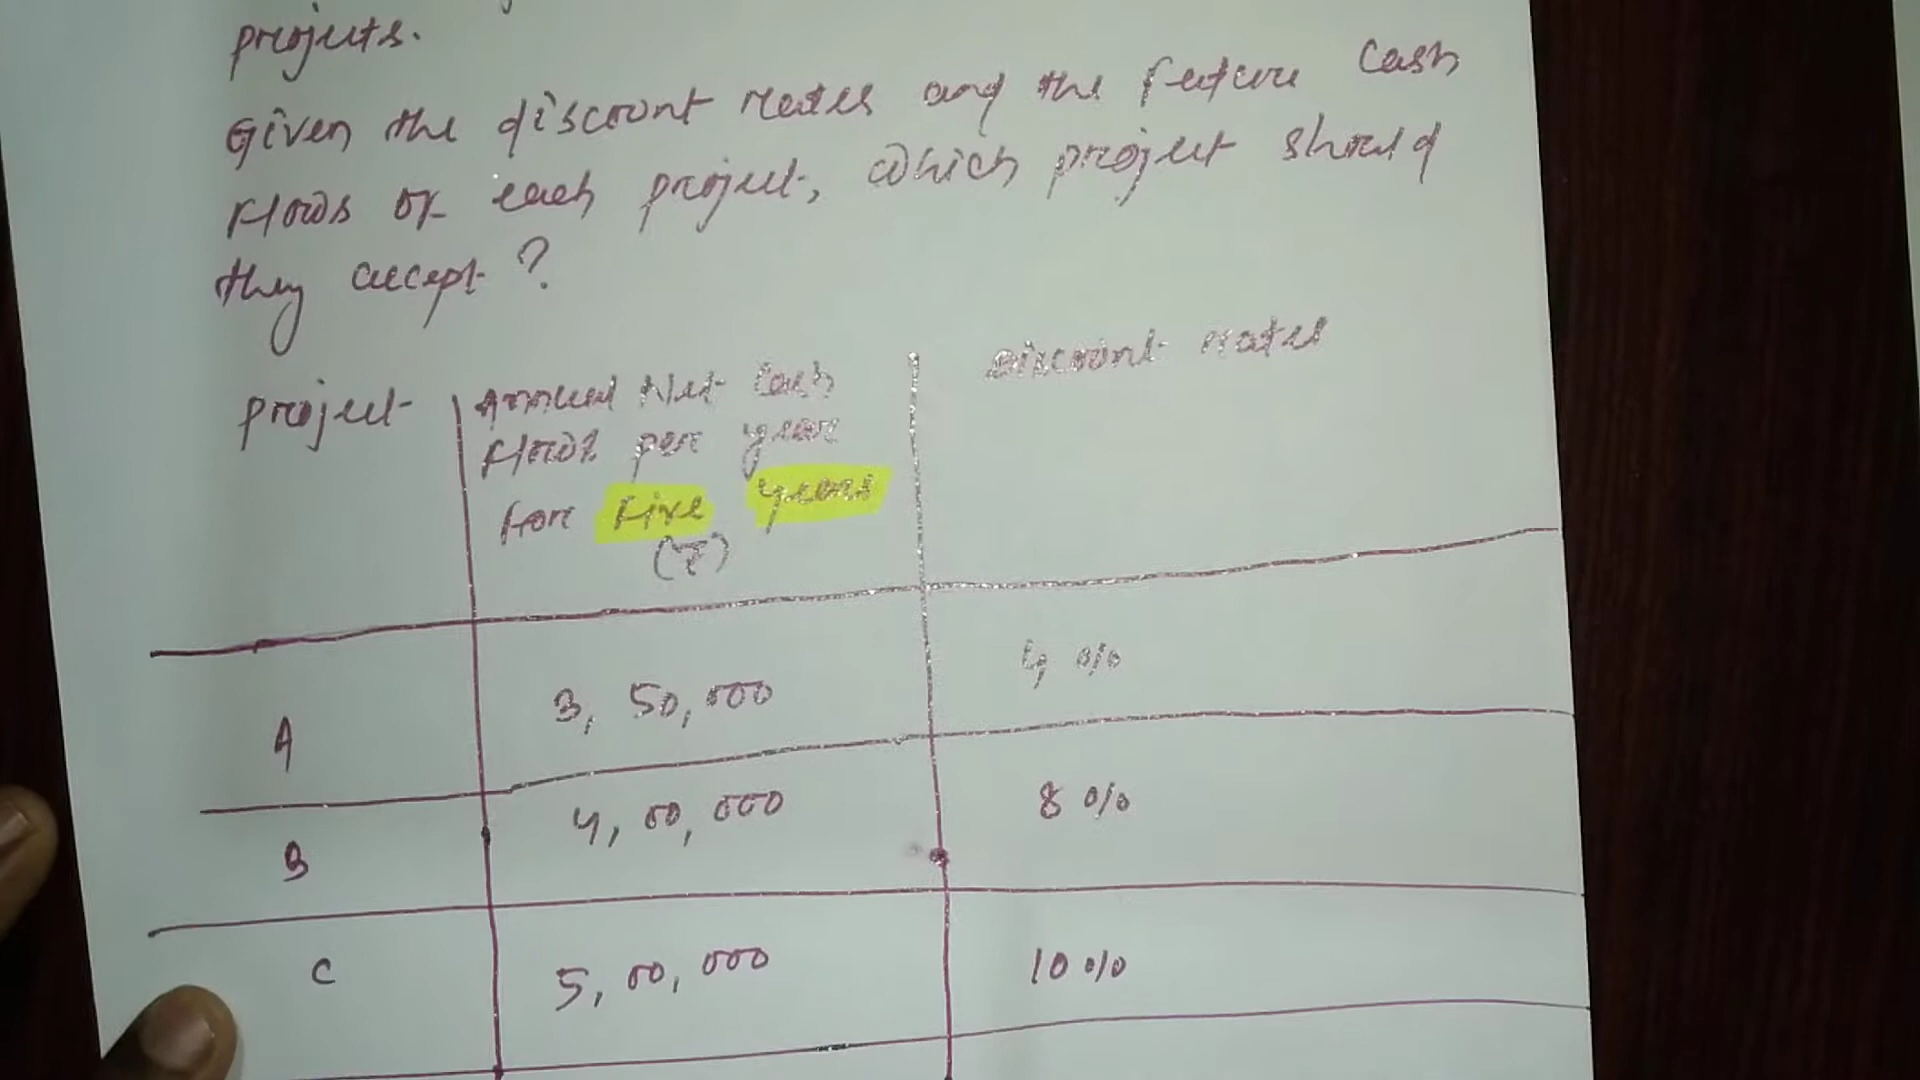 projects.
Given the discount rates and the future cash
flows of each project, which project should
they accept?
project
Annual Net Cash
flows per year
for five years
(₹)
Discount rates
A
3,50,000
4%
B
4,00,000
8%
C
5,00,000
10%